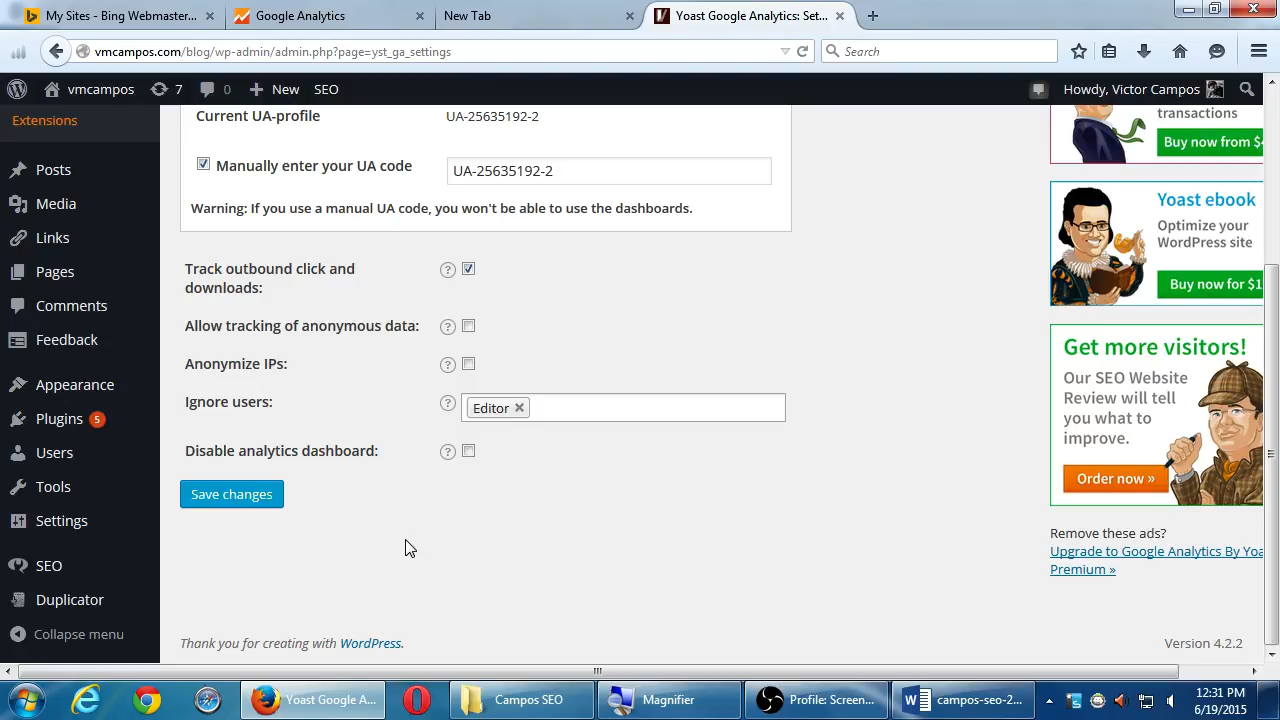 My Sites - Bing Webmaster...
Google Analytics
New Tab
Yoast Google Analytics: Set...
vmcampos.com/blog/wp-admin/admin.php?page=yst_ga_settings
Search
vmcampos
7
0
New
SEO
Howdy, Victor Campos
Extensions
Posts
Media
Links
Pages
Comments
Feedback
Appearance
Plugins 5
Users
Tools
Settings
SEO
Duplicator
Collapse menu
Current UA-profile
UA-25635192-2
Manually enter your UA code
UA-25635192-2
Warning: If you use a manual UA code, you won't be able to use the dashboards.
Track outbound click and
downloads:
?
Allow tracking of anonymous data:
?
Anonymize IPs:
?
Ignore users:
?
Editor
Disable analytics dashboard:
?
Save changes
transactions
Buy now from $
Yoast ebook
Optimize your
WordPress site
Buy now for $1
Get more visitors!
Our SEO Website
Review will tell
you what to
improve.
Order now »
Remove these ads?
Upgrade to Google Analytics By Yoa
Premium »
Thank you for creating with WordPress.
Version 4.2.2
Yoast Google A...
Campos SEO
Magnifier
Profile: Screen...
campos-seo-2...
12:31 PM
6/19/2015